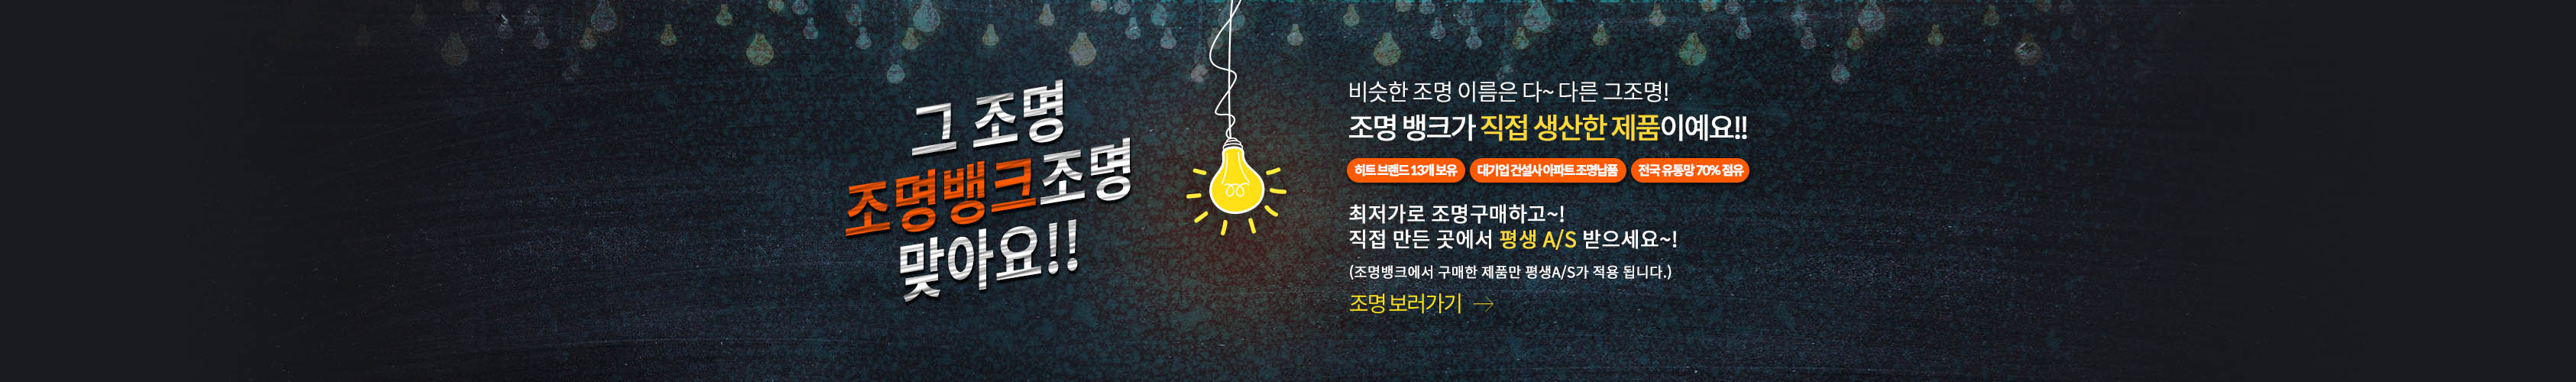 그 조명
조명뱅크조명
맞아요!!
비슷한 조명 이름은 다~ 다른 그조명!
조명 뱅크가 직접 생산한 제품이예요!!
히트 브랜드 13개 보유 대기업 건설사 아파트 조명납품 전국 유통망 70% 점유
최저가로 조명구매하고~!
직접 만든 곳에서 평생 A/S 받으세요~!
(조명뱅크에서 구매한 제품만 평생A/S가 적용 됩니다.)
조명 보러가기 →